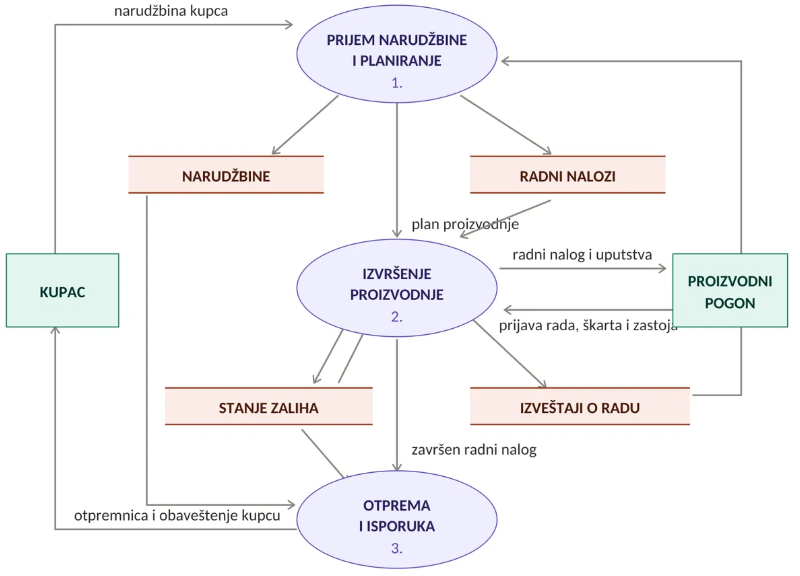 narudžbina kupca
PRIJEM NARUDŽBINE
I PLANIRANJE
1.
NARUDŽBINE
RADNI NALOZI
plan proizvodnje
radni nalog i uputstva
IZVRŠENJE
PROIZVODNJE
2.
KUPAC
PROIZVODNI
POGON
prijava rada, škarta i zastoja
STANJE ZALIHA
IZVEŠTAJI O RADU
završen radni nalog
OTPREMA
I ISPORUKA
3.
otpremnica i obaveštenje kupcu